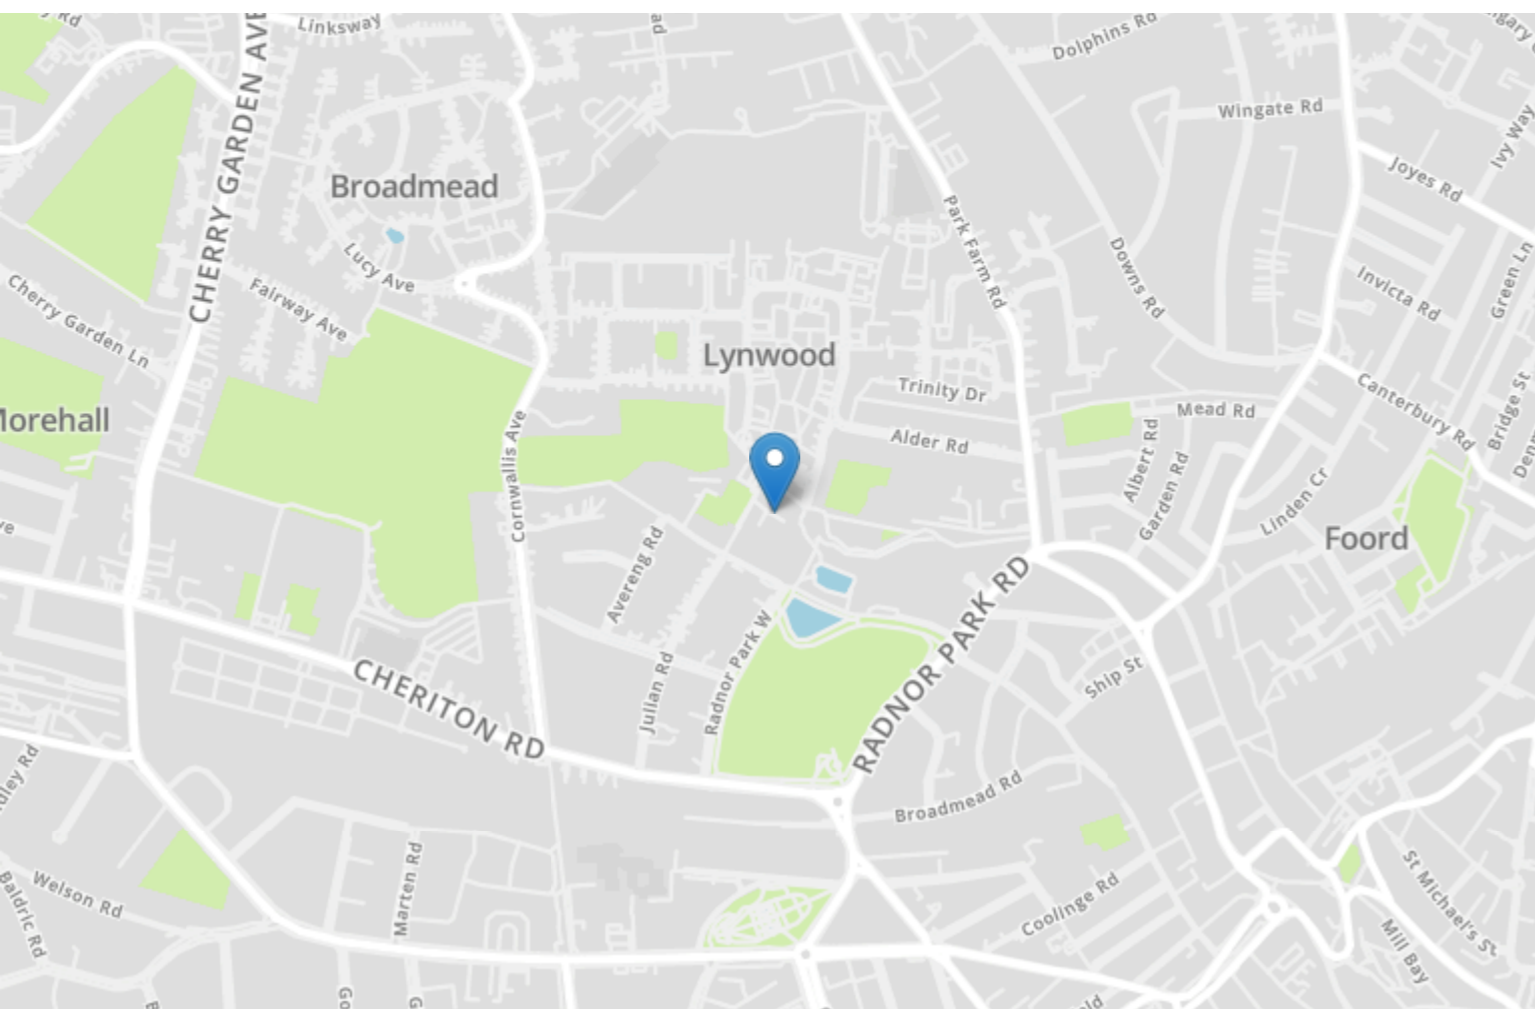 Linksway
Dolphins Rd
CHERRY GARDEN AVE
Wingate Rd
Ivy Way
Joyes Rd
Broadmead
Park Farm Rd
Lucy Ave
Downs Rd
Green Ln
Cherry Garden Ln
Fairway Ave
Invicta Rd
Lynwood
Trinity Dr
Mead Rd
Canterbury Rd
Bridge St
Morehall
Alder Rd
Albert Rd
Garden Rd
Cornwallis Ave
Linden Cr
Foord
Avereng Rd
RADNOR PARK RD
Radnor Park W
Julian Rd
Ship St
CHERITON RD
Broadmead Rd
Marten Rd
Welson Rd
Baldric Rd
Coolinge Rd
St Michael's St
Mill Bay